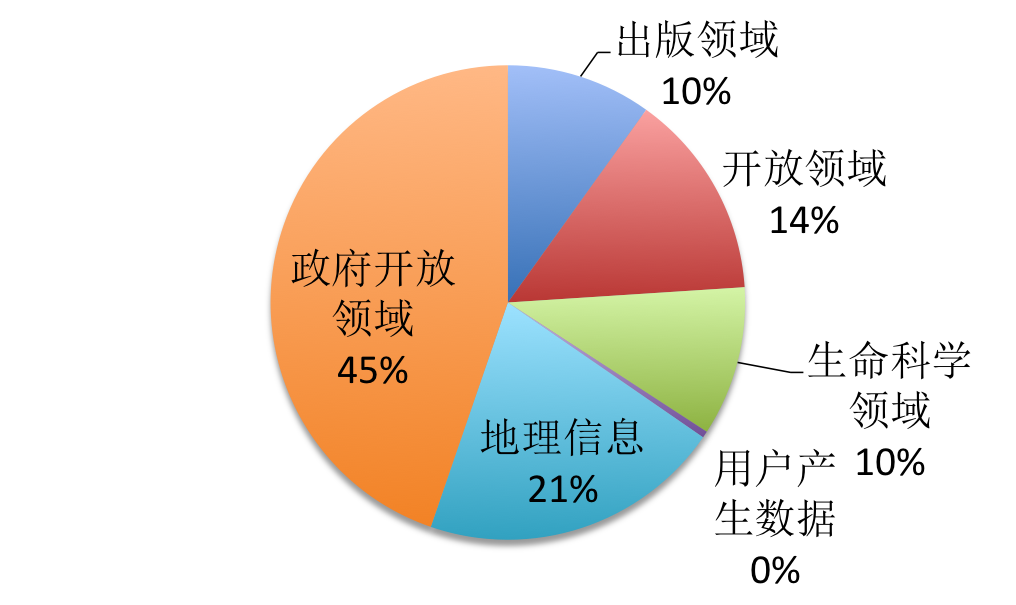 出版领域
10%
开放领域
14%
生命科学
领域
10%
用户产
生数据
0%
地理信息
21%
政府开放
领域
45%